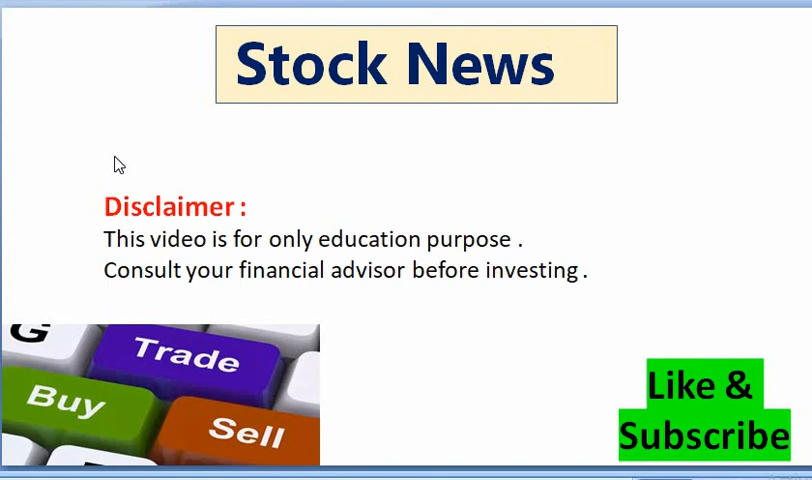 Stock News
Disclaimer :
This video is for only education purpose .
Consult your financial advisor before investing .
G
Trade
Buy
Sell
Like &
Subscribe